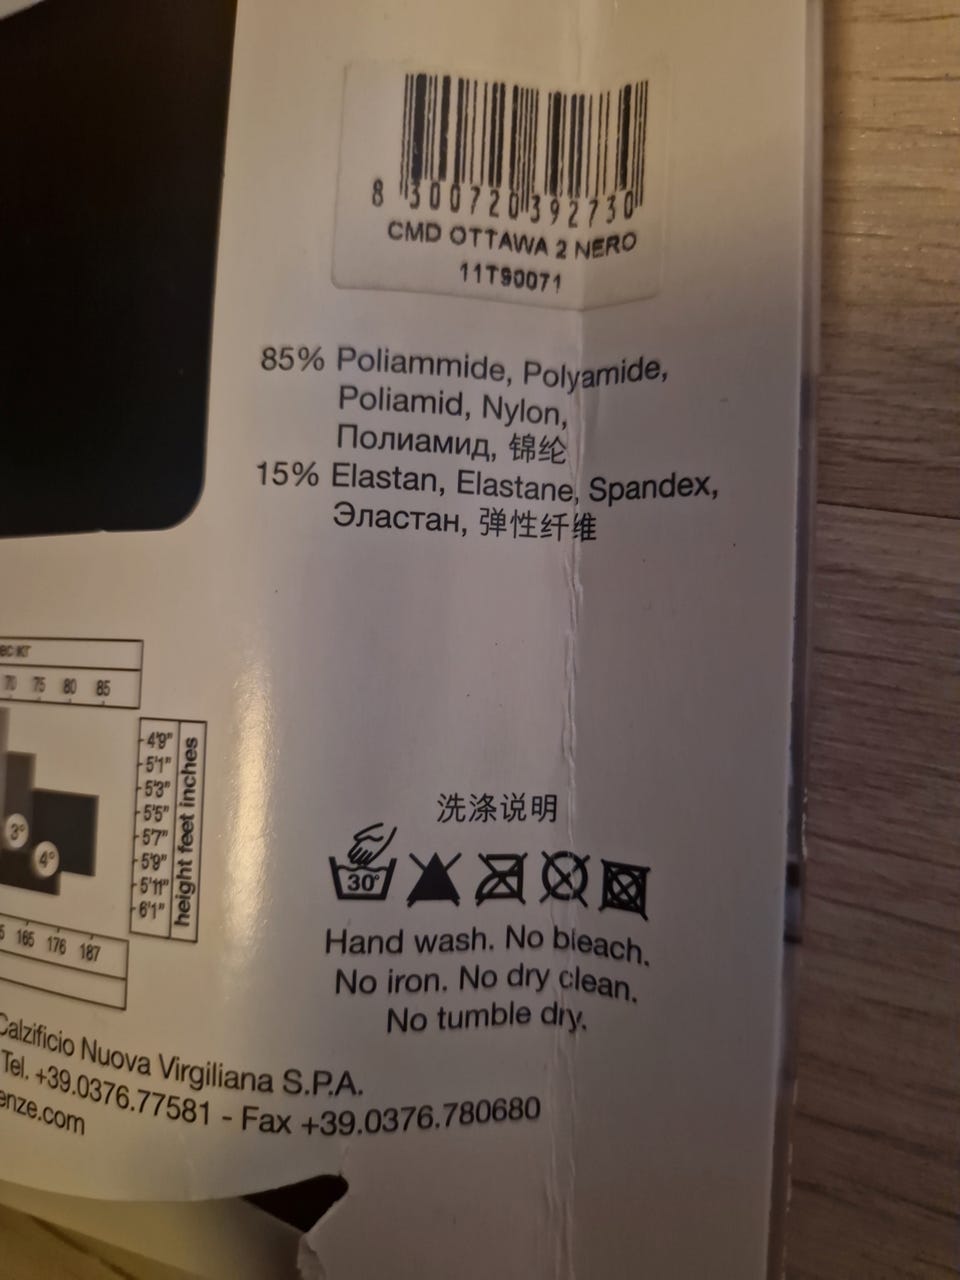 8 300720 392730
CMD OTTAWA 2 NERO
11T90071
85% Poliammide, Polyamide,
Poliamid, Nylon,
Полиамид, 锦纶
15% Elastan, Elastane, Spandex,
Эластан, 弹性纤维
70 75 80 85
4'9"
5'1"
5'3"
5'5"
5'7"
5'9"
5'11"
6'1"
height feet inches
3°
4°
165 176 187
洗涤说明
30°
Hand wash. No bleach.
No iron. No dry clean.
No tumble dry.
Calzificio Nuova Virgiliana S.P.A.
Tel. +39.0376.77581 - Fax +39.0376.780680
enze.com